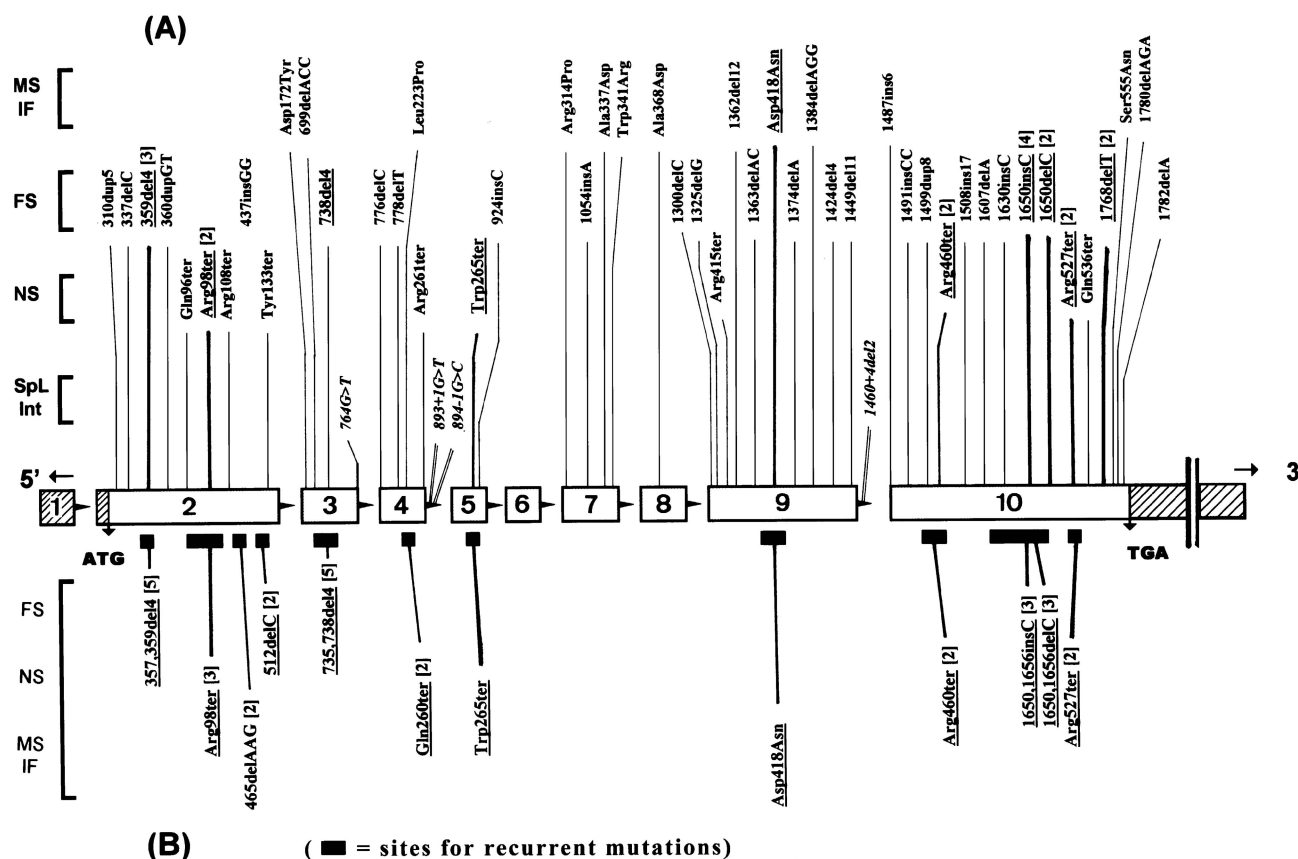 (A)
MS
IF
Asp172Tyr
699delACC
Leu223Pro
Arg314Pro
Ala337Asp
Trp341Arg
Ala368Asp
1362del12
Asp418Asn
1384delAGG
1487ins6
Ser555Asn
1780delAGA
FS
310dup5
337delC
359del4 [3]
360dupGT
437insGG
738del4
776delC
778delT
924insC
1054insA
1300delC
1325delG
1363delAC
1374delA
1424del4
1449del11
1491insCC
1499dup8
1508ins17
1607delA
1630insC
1650insC [4]
1650delC [2]
1768delT [2]
1782delA
NS
Gln96ter
Arg98ter [2]
Arg108ter
Tyr133ter
Arg261ter
Trp265ter
Arg415ter
Arg460ter [2]
Arg527ter [2]
Gln536ter
SpL
Int
764G>T
893+1G>T
894-1G>C
1460+4del2
5'
3
1
2
3
4
5
6
7
8
9
10
ATG
TGA
FS
357,359del4 [5]
512delC [2]
735,738del4 [5]
1650,1656insC [3]
1650,1656delC [3]
NS
Arg98ter [3]
Gln260ter [2]
Trp265ter
Arg460ter [2]
Arg527ter [2]
MS
IF
465delAAG [2]
Asp418Asn
(B)
( = sites for recurrent mutations)